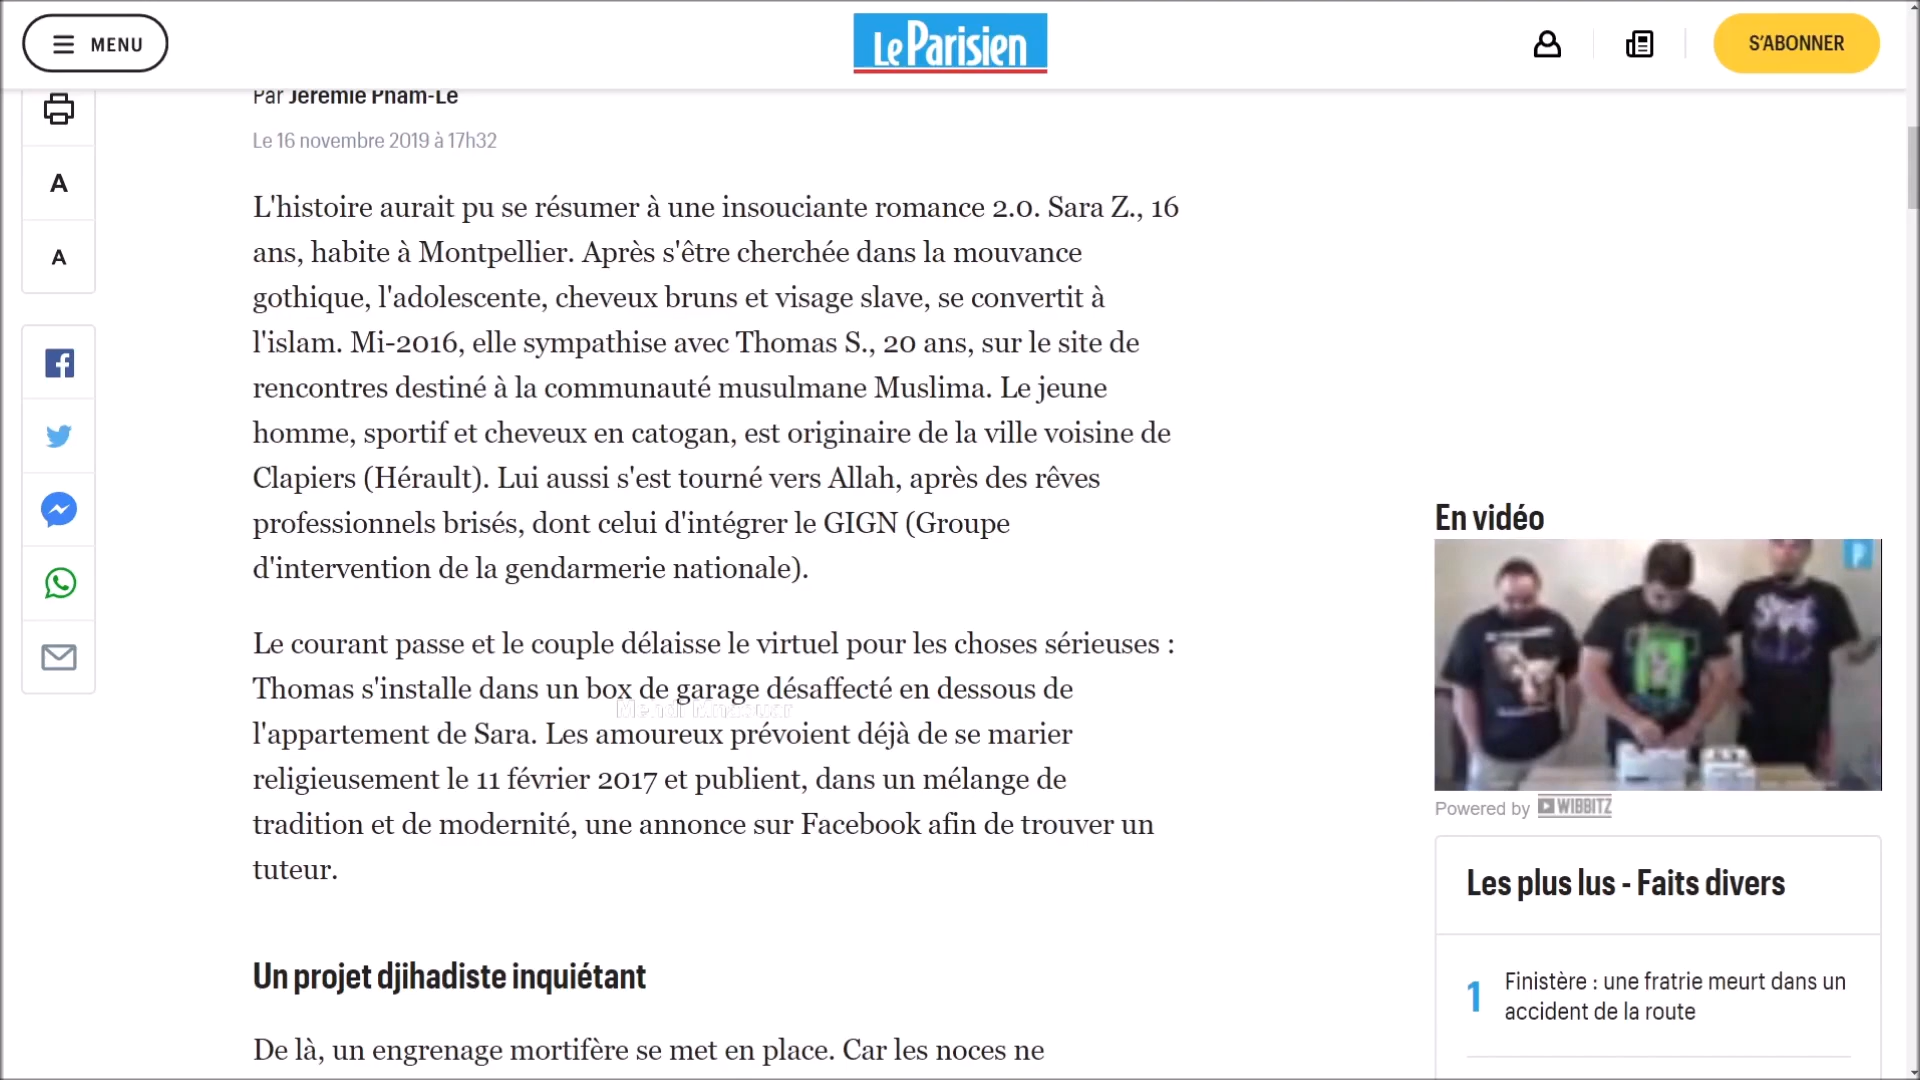 MENU
Le Parisien
S'ABONNER
Par Jérémie Pham-Lê
Le 16 novembre 2019 à 17h32
A
A
L'histoire aurait pu se résumer à une insouciante romance 2.0. Sara Z., 16
ans, habite à Montpellier. Après s'être cherchée dans la mouvance
gothique, l'adolescente, cheveux bruns et visage slave, se convertit à
l'islam. Mi-2016, elle sympathise avec Thomas S., 20 ans, sur le site de
rencontres destiné à la communauté musulmane Muslima. Le jeune
homme, sportif et cheveux en catogan, est originaire de la ville voisine de
Clapiers (Hérault). Lui aussi s'est tourné vers Allah, après des rêves
professionnels brisés, dont celui d'intégrer le GIGN (Groupe
d'intervention de la gendarmerie nationale).
Le courant passe et le couple délaisse le virtuel pour les choses sérieuses :
Thomas s'installe dans un box de garage désaffecté en dessous de
l'appartement de Sara. Les amoureux prévoient déjà de se marier
religieusement le 11 février 2017 et publient, dans un mélange de
tradition et de modernité, une annonce sur Facebook afin de trouver un
tuteur.
Un projet djihadiste inquiétant
De là, un engrenage mortifère se met en place. Car les noces ne
En vidéo
P
Powered by WIBBITZ
Les plus lus - Faits divers
1
Finistère : une fratrie meurt dans un
accident de la route